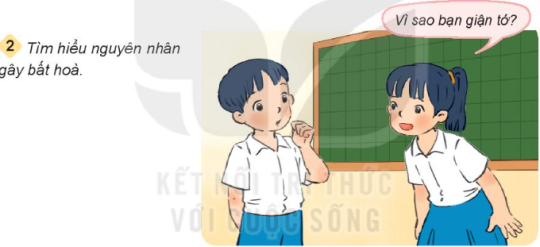 Vì sao bạn giận tớ?
2 Tìm hiểu nguyên nhân
gây bất hoà.
KẾT NỐI TRI THỨC
VỚI CUỘC SỐNG